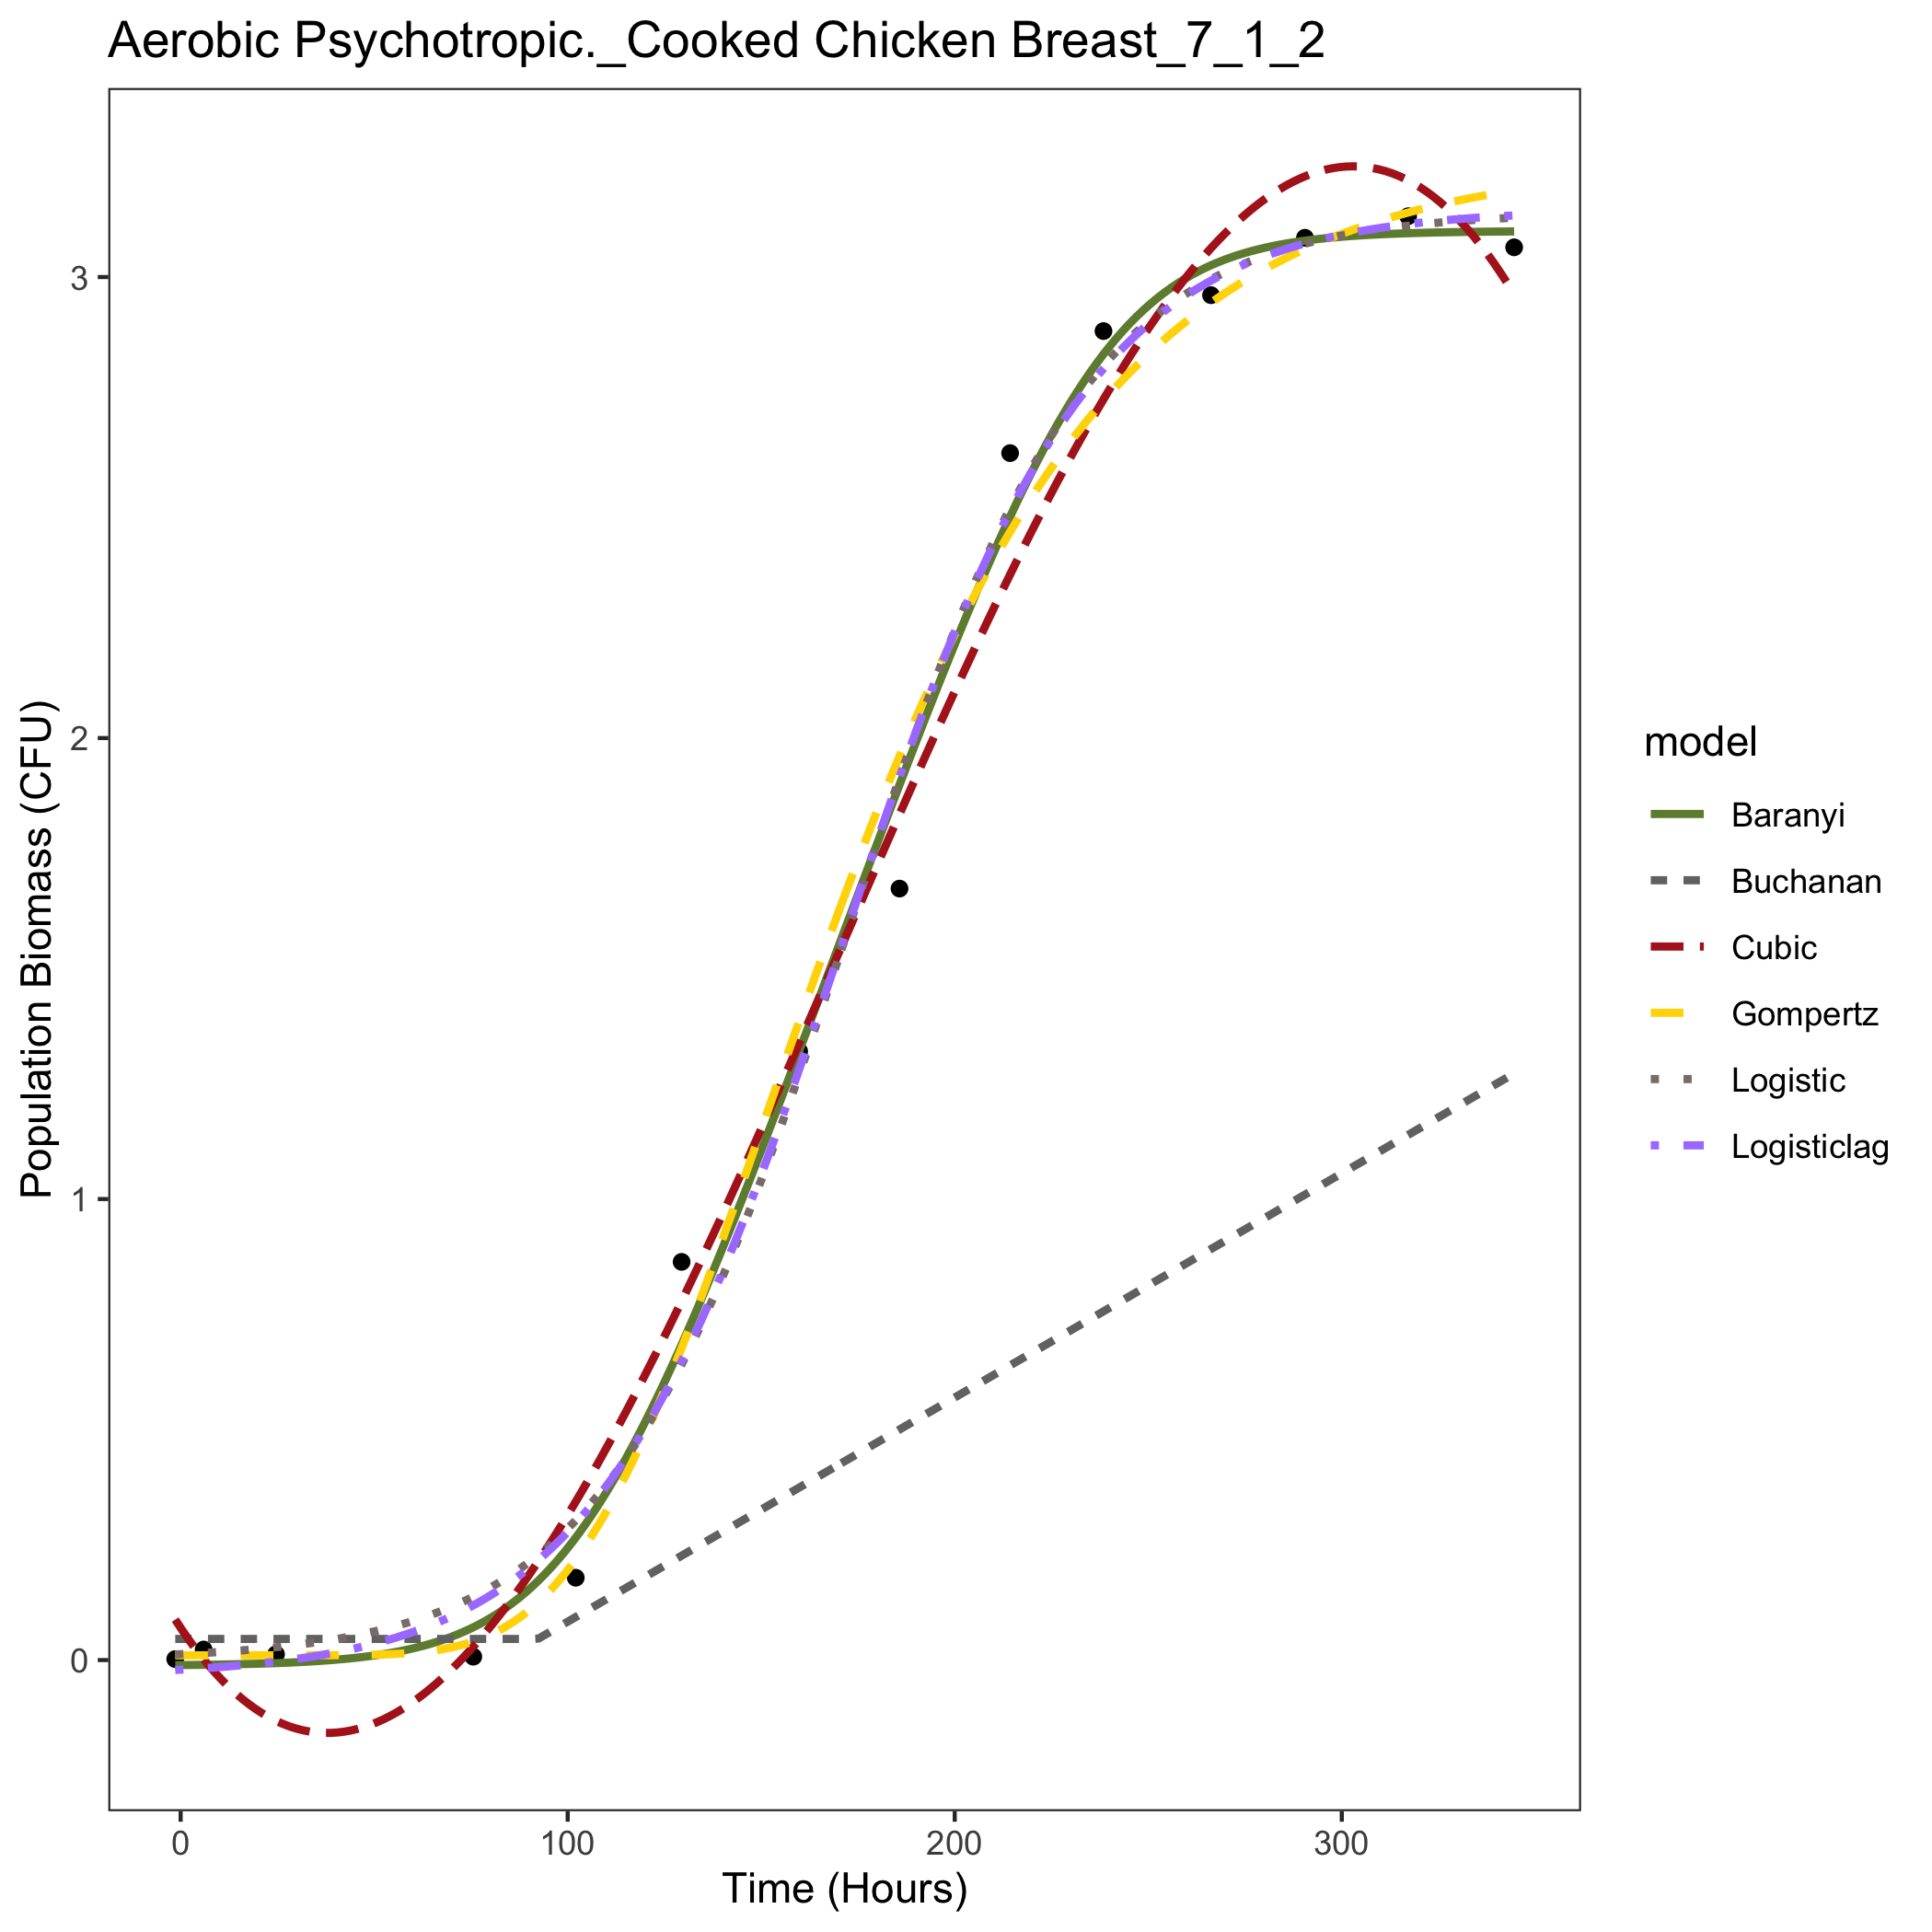 Aerobic Psychotropic._Cooked Chicken Breast_7_1_2
Population Biomass (CFU)
3
2
1
0
0 100 200 300
Time (Hours)
model
Baranyi
Buchanan
Cubic
Gompertz
Logistic
Logisticlag